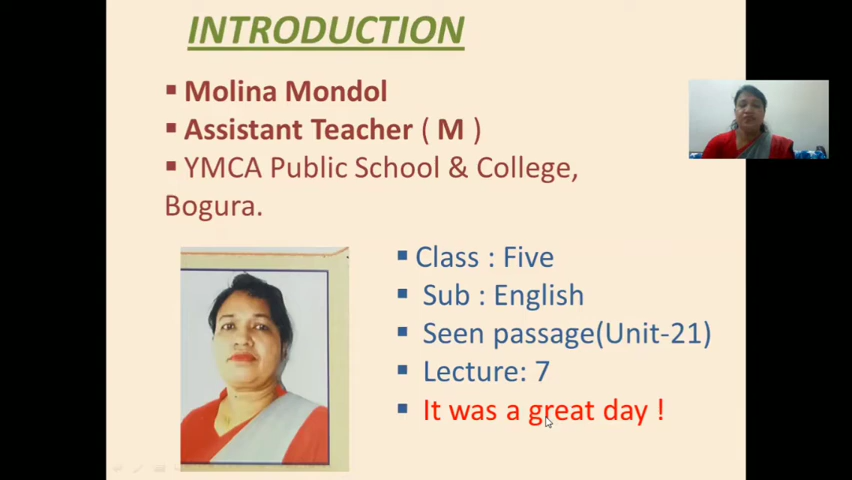 INTRODUCTION
▪ Molina Mondol
▪ Assistant Teacher ( M )
▪ YMCA Public School & College,
Bogura.
▪ Class : Five
▪ Sub : English
▪ Seen passage(Unit-21)
▪ Lecture: 7
▪ It was a great day !